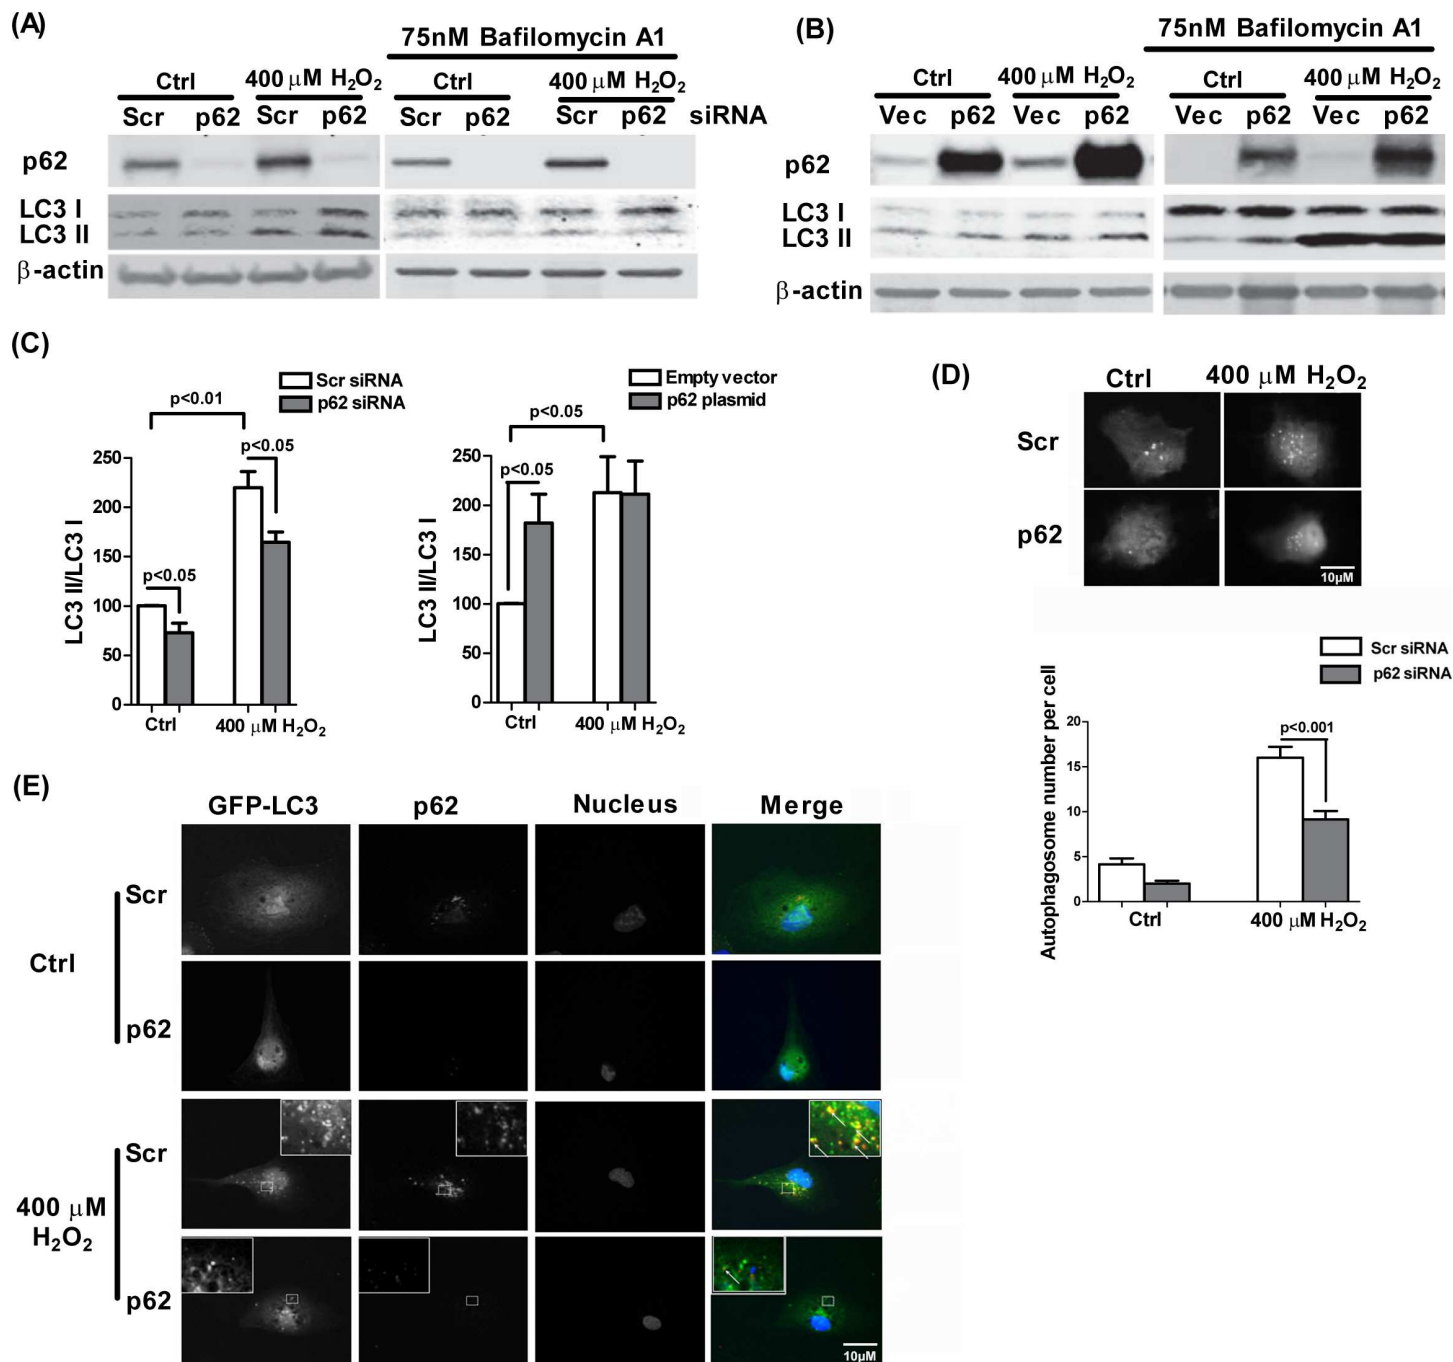 (A)
75nM Bafilomycin A1
Ctrl 400 μM H₂O₂ Ctrl 400 μM H₂O₂
Scr p62 Scr p62 Scr p62 Scr p62 siRNA
p62
LC3 I
LC3 II
β-actin
(B)
75nM Bafilomycin A1
Ctrl 400 μM H₂O₂ Ctrl 400 μM H₂O₂
Vec p62 Vec p62 Vec p62 Vec p62
p62
LC3 I
LC3 II
β-actin
(C)
Scr siRNA
p62 siRNA
p<0.01
p<0.05
p<0.05
250
200
150
100
50
0
LC3 II/LC3 I
Ctrl 400 μM H₂O₂
Empty vector
p62 plasmid
p<0.05
p<0.05
250
200
150
100
50
0
LC3 II/LC3 I
Ctrl 400 μM H₂O₂
(D)
Ctrl 400 μM H₂O₂
Scr
p62
10μM
Scr siRNA
p62 siRNA
p<0.001
20
15
10
5
0
Autophagosome number per cell
Ctrl 400 μM H₂O₂
(E)
GFP-LC3 p62 Nucleus Merge
Scr
Ctrl
p62
Scr
400 μM
H₂O₂
p62
10μM